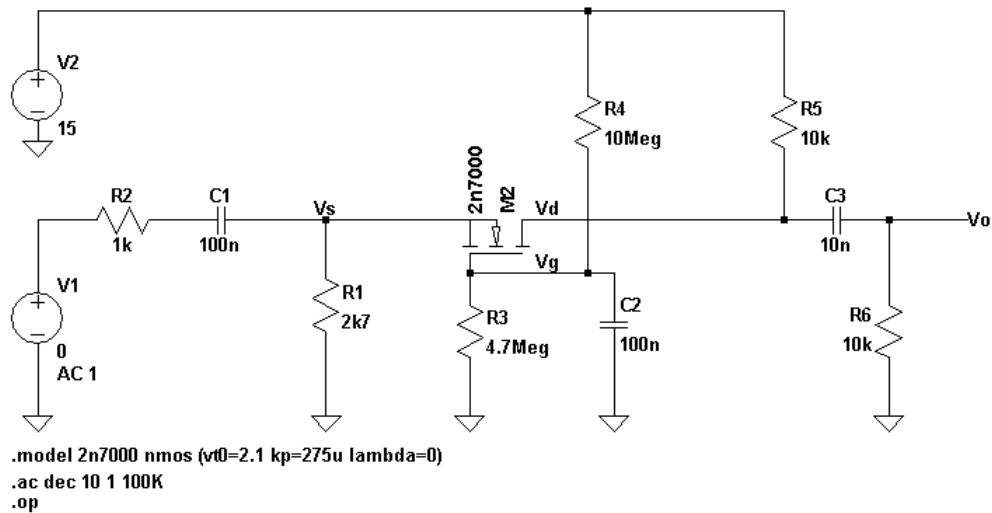 V2
15
R4
10Meg
R5
10k
R2
1k
C1
100n
Vs
2n7000
M2
Vd
C3
10n
Vo
Vg
V1
0
AC 1
R1
2k7
R3
4.7Meg
C2
100n
R6
10k
.model 2n7000 nmos (vt0=2.1 kp=275u lambda=0)
.ac dec 10 1 100K
.op